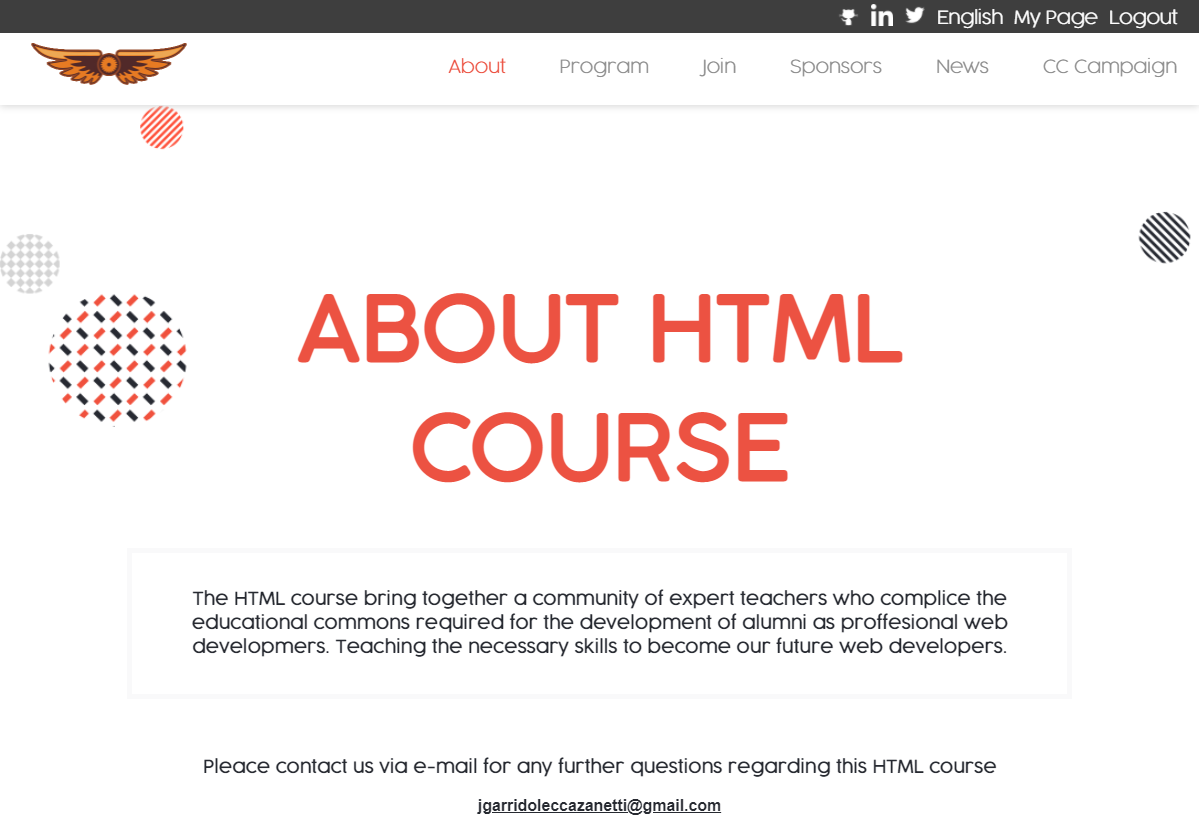 English My Page Logout
About Program Join Sponsors News CC Campaign
ABOUT HTML
COURSE
The HTML course bring together a community of expert teachers who complice the
educational commons required for the development of alumni as proffesional web
developmers. Teaching the necessary skills to become our future web developers.
Pleace contact us via e-mail for any further questions regarding this HTML course
jgarridoleccazanetti@gmail.com